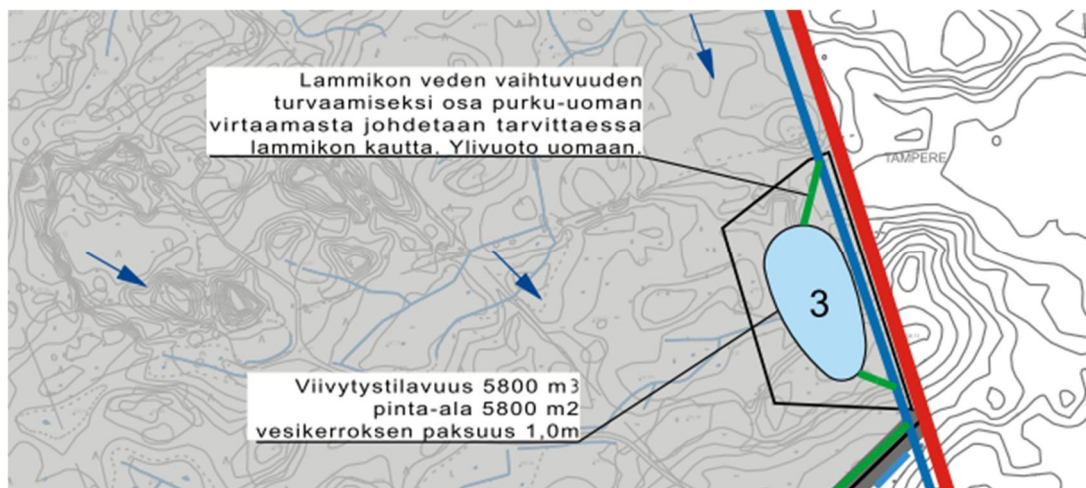 Lammikon veden vaihtuvuuden
turvaamiseksi osa purku-uoman
virtaamasta johdetaan tarvittaessa
lammikon kautta. Ylivuoto uomaan.
TAMPERE
3
Viivytystilavuus 5800 m3
pinta-ala 5800 m2
vesikerroksen paksuus 1,0m